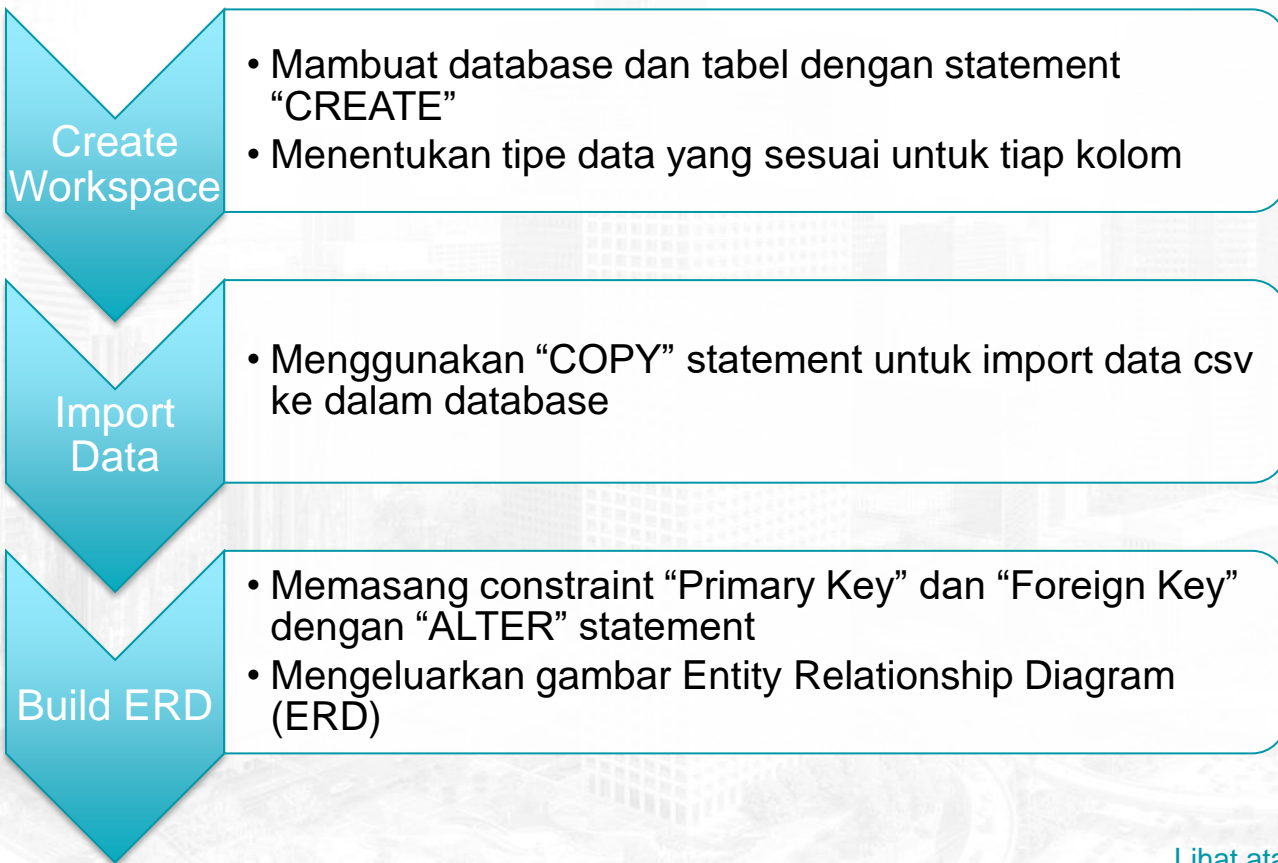 Create
Workspace
• Mambuat database dan tabel dengan statement
“CREATE”
• Menentukan tipe data yang sesuai untuk tiap kolom
Import
Data
• Menggunakan “COPY” statement untuk import data csv
ke dalam database
Build ERD
• Memasang constraint “Primary Key” dan “Foreign Key”
dengan “ALTER” statement
• Mengeluarkan gambar Entity Relationship Diagram
(ERD)
Lihat ata